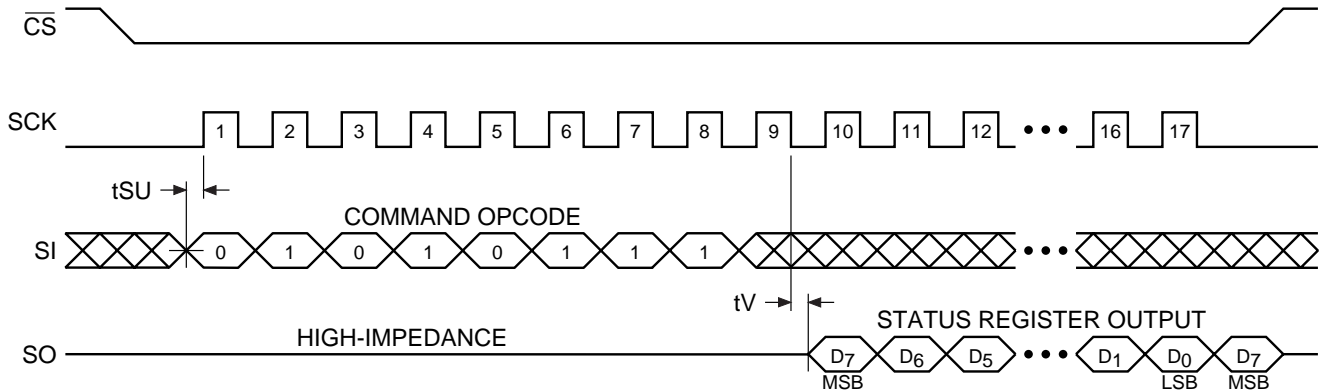 CS
SCK 1 2 3 4 5 6 7 8 9 10 11 12 ••• 16 17
tSU
COMMAND OPCODE
SI 0 1 0 1 0 1 1 1 •••
tV
HIGH-IMPEDANCE STATUS REGISTER OUTPUT
SO D7 D6 D5 ••• D1 D0 D7
MSB LSB MSB